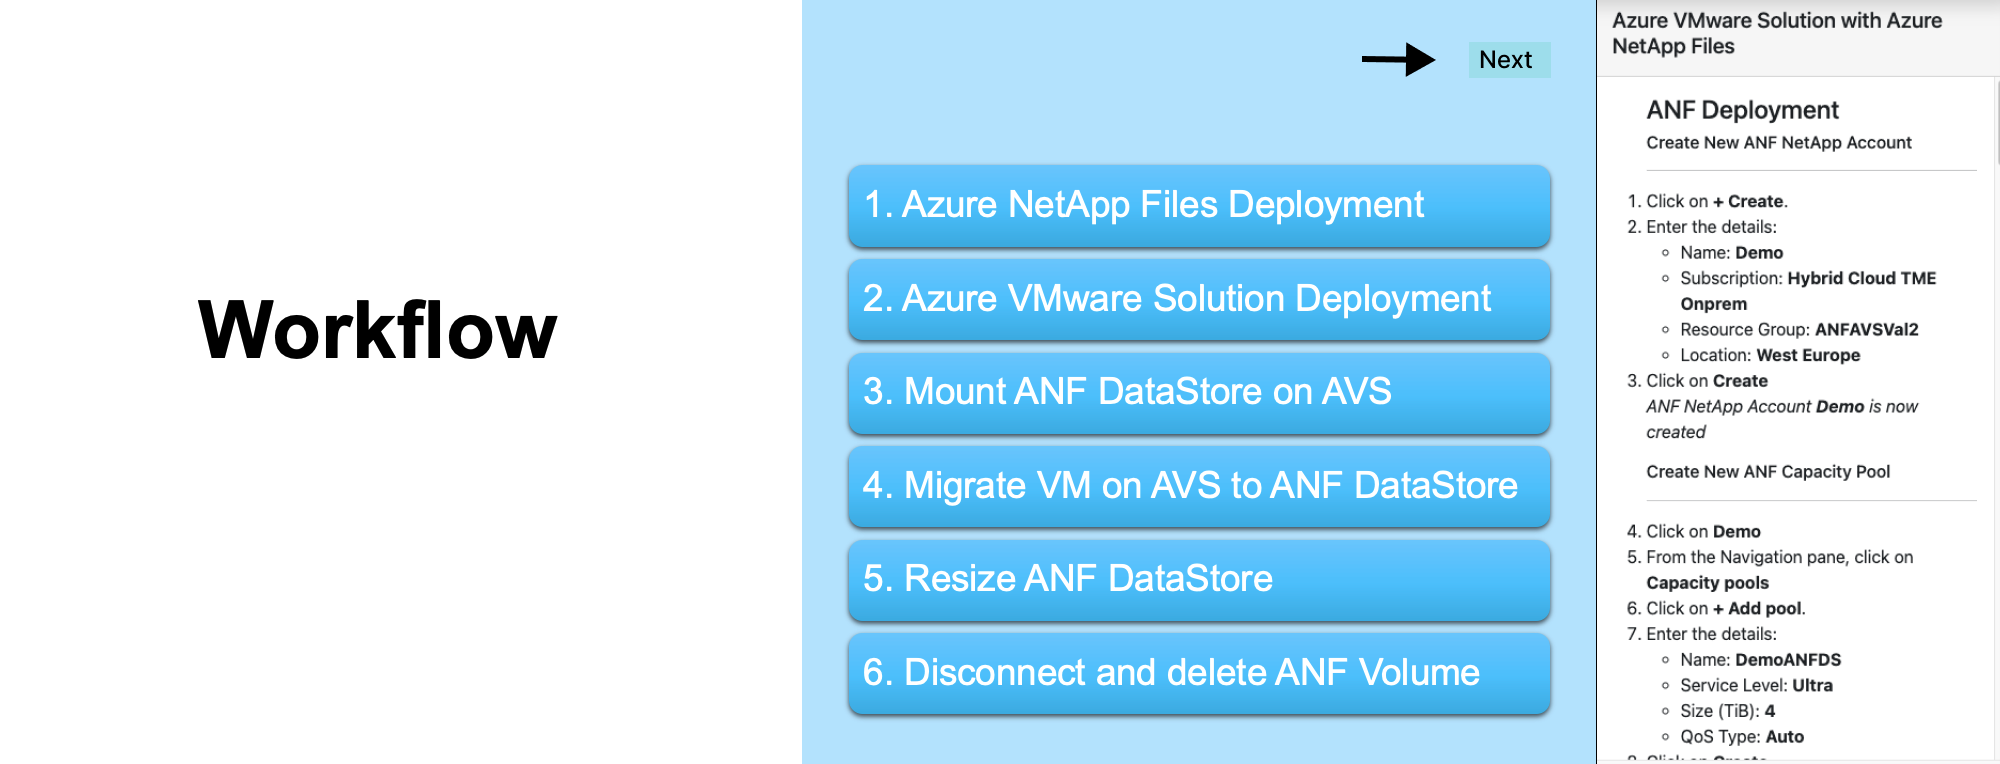 Workflow
Next
1. Azure NetApp Files Deployment
2. Azure VMware Solution Deployment
3. Mount ANF DataStore on AVS
4. Migrate VM on AVS to ANF DataStore
5. Resize ANF DataStore
6. Disconnect and delete ANF Volume
Azure VMware Solution with Azure
NetApp Files
ANF Deployment
Create New ANF NetApp Account
1. Click on + Create.
2. Enter the details:
Name: Demo
Subscription: Hybrid Cloud TME
Onprem
Resource Group: ANFAVSVal2
Location: West Europe
3. Click on Create
ANF NetApp Account Demo is now
created
Create New ANF Capacity Pool
4. Click on Demo
5. From the Navigation pane, click on
Capacity pools
6. Click on + Add pool.
7. Enter the details:
Name: DemoANFDS
Service Level: Ultra
Size (TiB): 4
QoS Type: Auto
8. Click on Create